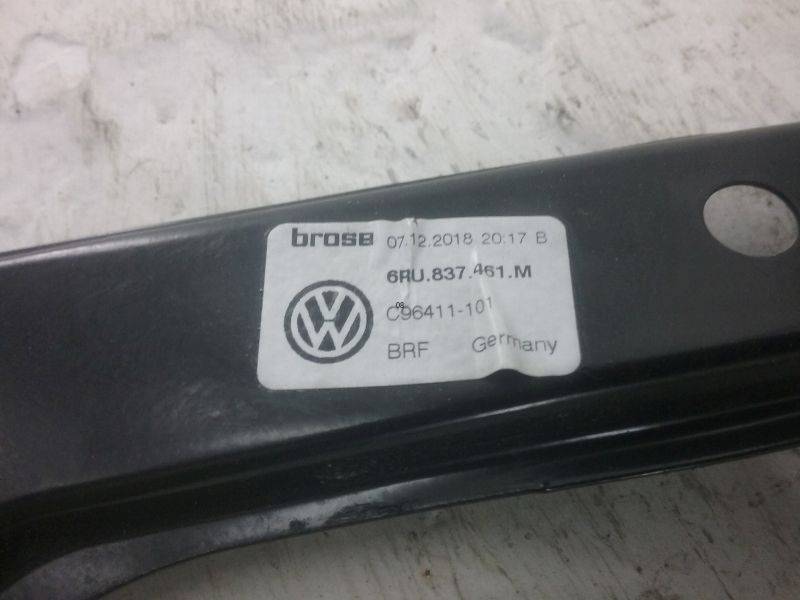 brose 07.12.2018 20:17 B
6RU.837.461.M
C96411-101
BRF Germany